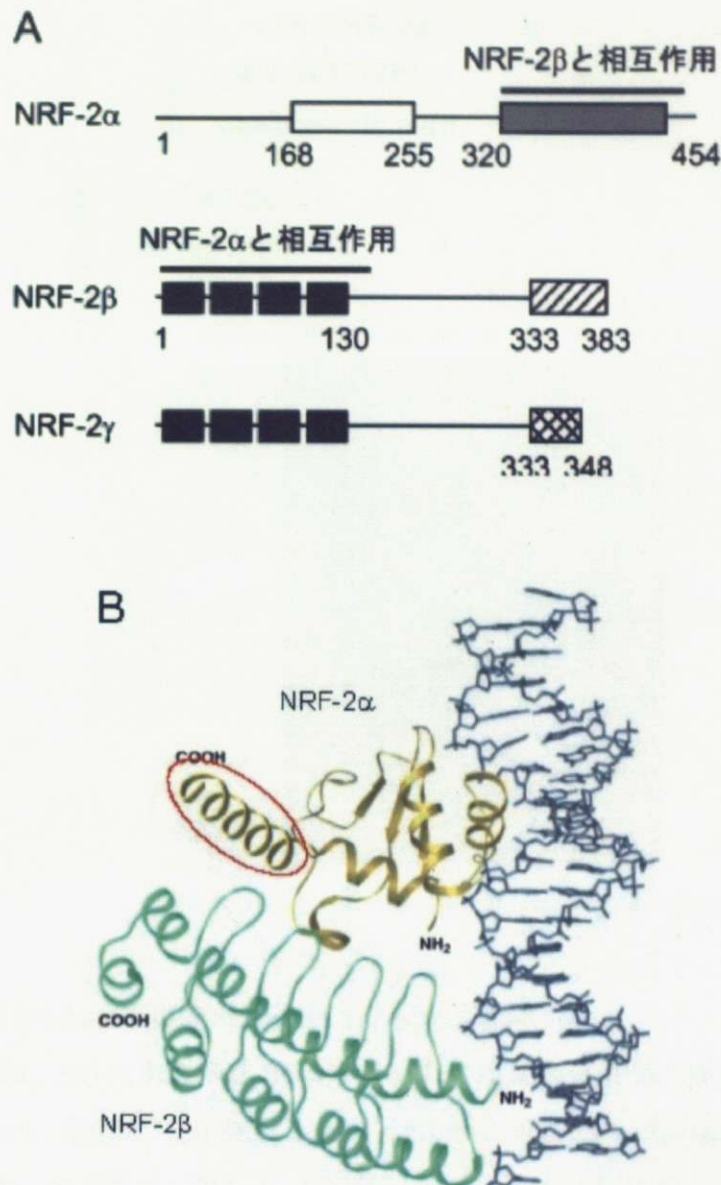 A
NRF-2βと相互作用
NRF-2α
1
168
255
320
454
NRF-2αと相互作用
NRF-2β
1
130
333
383
NRF-2γ
333
348
B
NRF-2α
COOH
NH2
COOH
NH2
NRF-2β